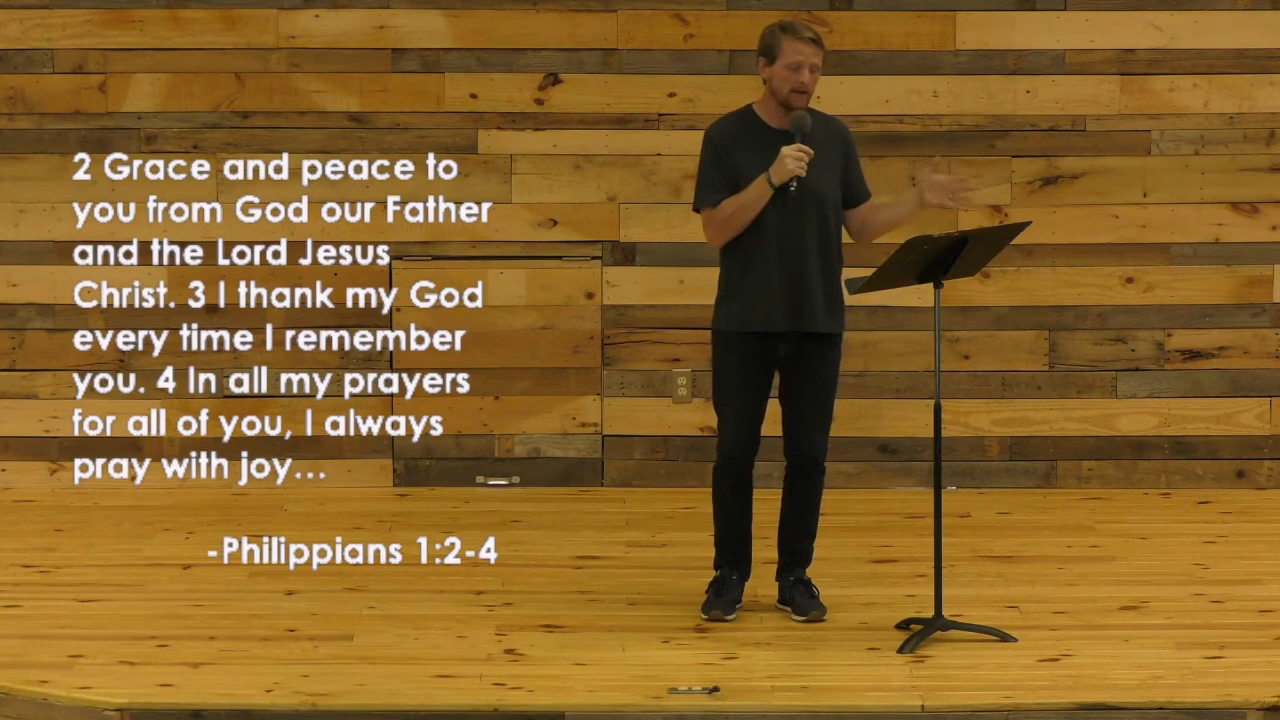 2 Grace and peace to
you from God our Father
and the Lord Jesus
Christ. 3 I thank my God
every time I remember
you. 4 In all my prayers
for all of you, I always
pray with joy...
-Philippians 1:2-4